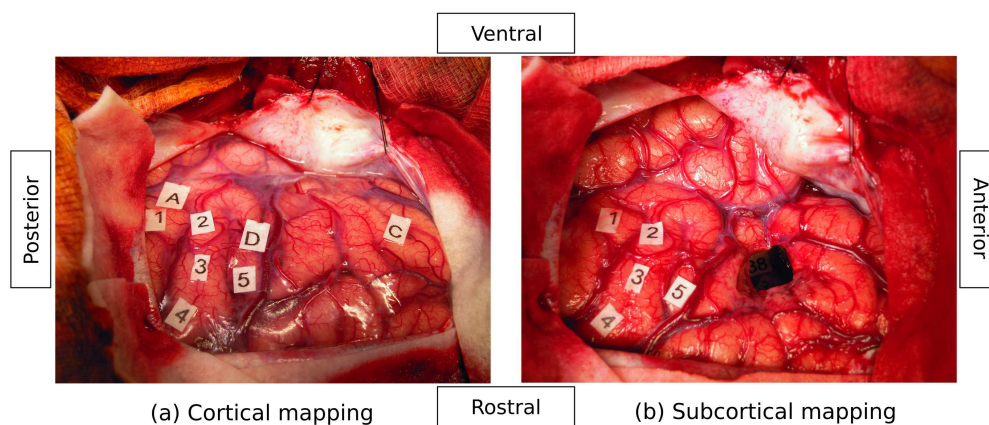 Ventral
Posterior
Anterior
A
1
2
D
C
3
5
4
1
2
3
38
5
4
Rostral
(a) Cortical mapping
(b) Subcortical mapping